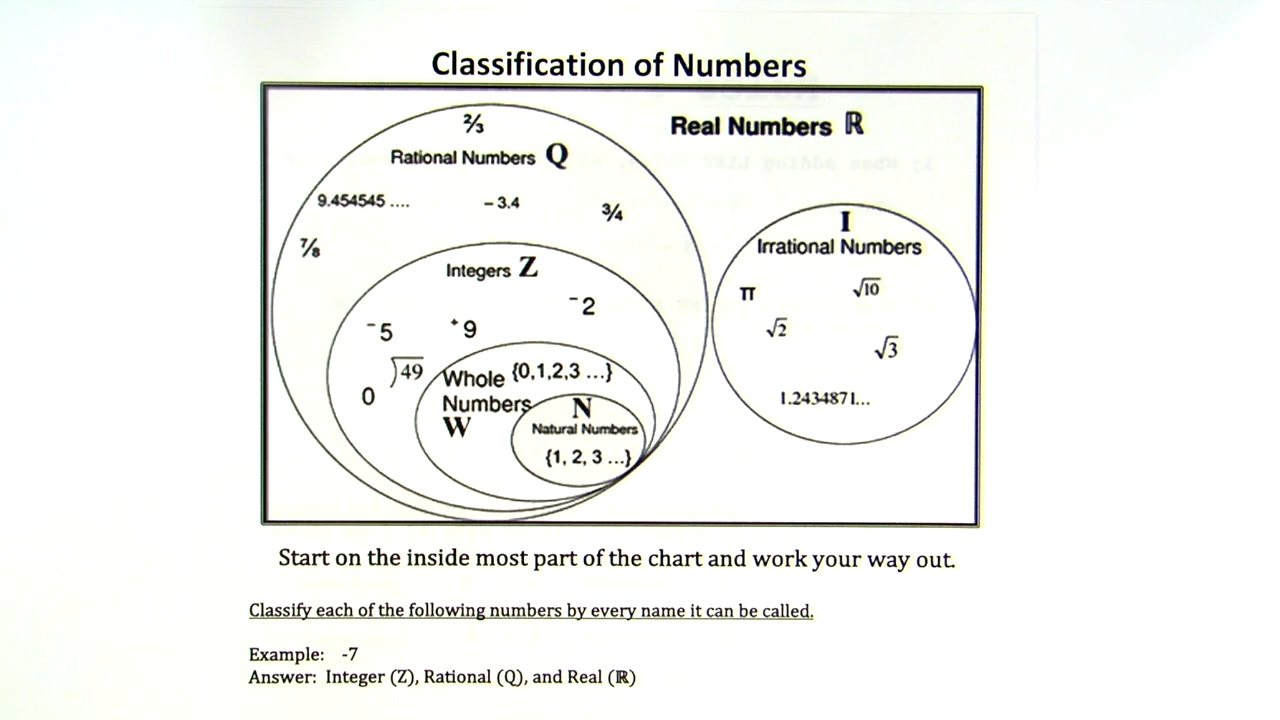 Classification of Numbers
⅔
Real Numbers ℝ
Rational Numbers Q
9.454545 ....
– 3.4
¾
⅞
I
Irrational Numbers
Integers Z
π
√10
⁻2
⁻5
⁺9
√2
√3
)49
0
Whole {0,1,2,3 ...}
Numbers
W
N
Natural Numbers
{1, 2, 3 ...}
1.2434871...
Start on the inside most part of the chart and work your way out.
Classify each of the following numbers by every name it can be called.
Example: -7
Answer: Integer (Z), Rational (Q), and Real (ℝ)